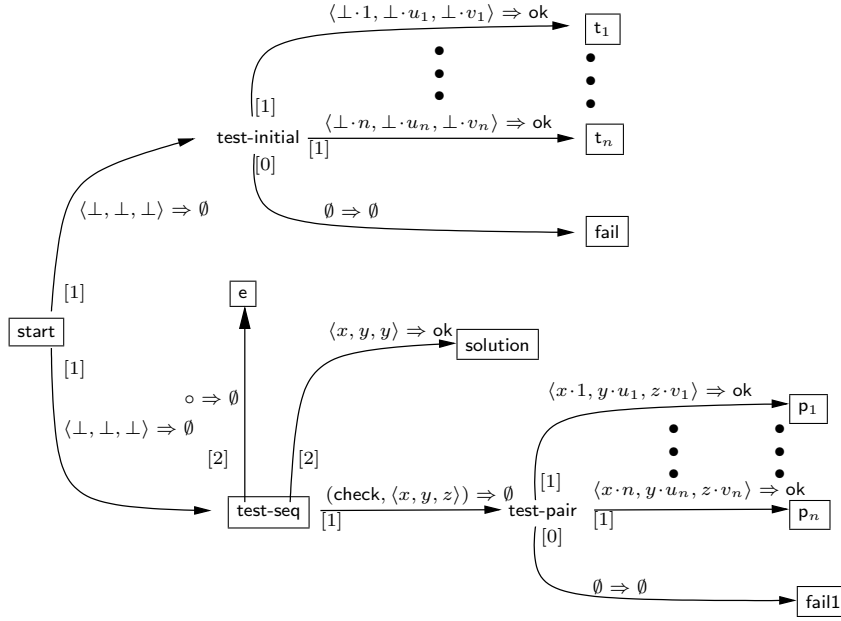 ⟨⊥·1, ⊥·u₁, ⊥·v₁⟩ ⇒ ok
t₁
[1]
⟨⊥·n, ⊥·uₙ, ⊥·vₙ⟩ ⇒ ok
test-initial
[1]
tₙ
[0]
⟨⊥, ⊥, ⊥⟩ ⇒ ∅
∅ ⇒ ∅
fail
[1]
e
start
⟨x, y, y⟩ ⇒ ok
solution
[1]
∘ ⇒ ∅
⟨x·1, y·u₁, z·v₁⟩ ⇒ ok
p₁
⟨⊥, ⊥, ⊥⟩ ⇒ ∅
[2]
[2]
[1]
⟨x·n, y·uₙ, z·vₙ⟩ ⇒ ok
test-seq
(check, ⟨x, y, z⟩) ⇒ ∅
[1]
test-pair
[1]
pₙ
[0]
∅ ⇒ ∅
fail1